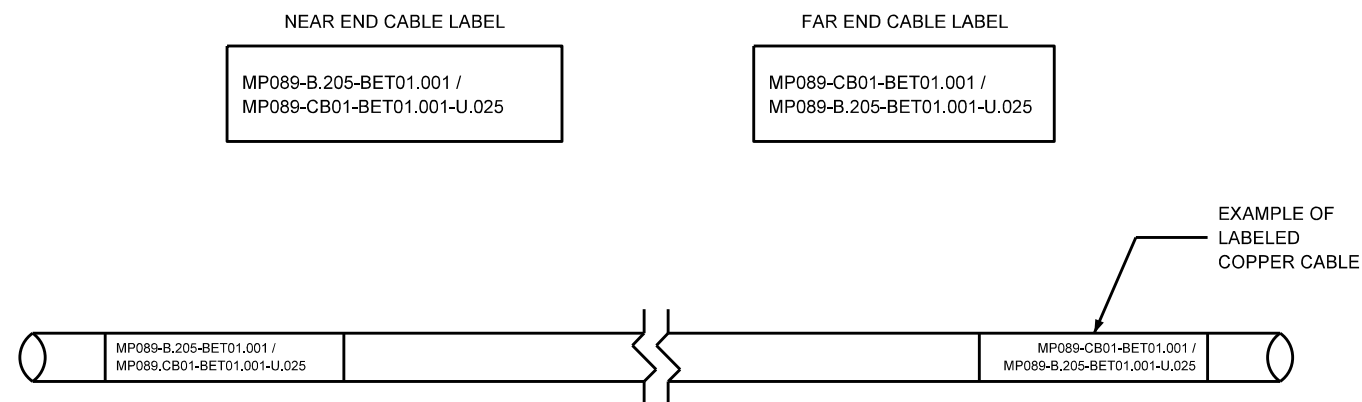 NEAR END CABLE LABEL
MP089-B.205-BET01.001 /
MP089-CB01-BET01.001-U.025
FAR END CABLE LABEL
MP089-CB01-BET01.001 /
MP089-B.205-BET01.001-U.025
EXAMPLE OF
LABELED
COPPER CABLE
MP089-B.205-BET01.001 /
MP089.CB01-BET01.001-U.025
MP089-CB01-BET01.001 /
MP089-B.205-BET01.001-U.025